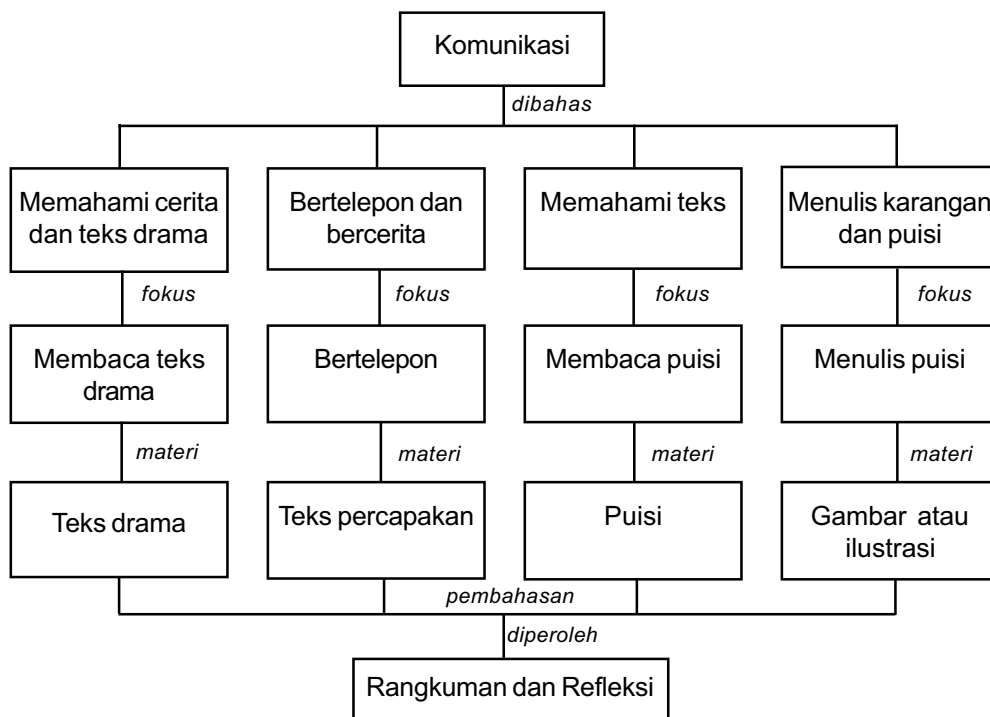 Komunikasi
dibahas
Memahami cerita
dan teks drama
Bertelepon dan
bercerita
Memahami teks
Menulis karangan
dan puisi
fokus
fokus
fokus
fokus
Membaca teks
drama
Bertelepon
Membaca puisi
Menulis puisi
materi
materi
materi
materi
Teks drama
Teks percapakan
Puisi
Gambar atau
ilustrasi
pembahasan
diperoleh
Rangkuman dan Refleksi